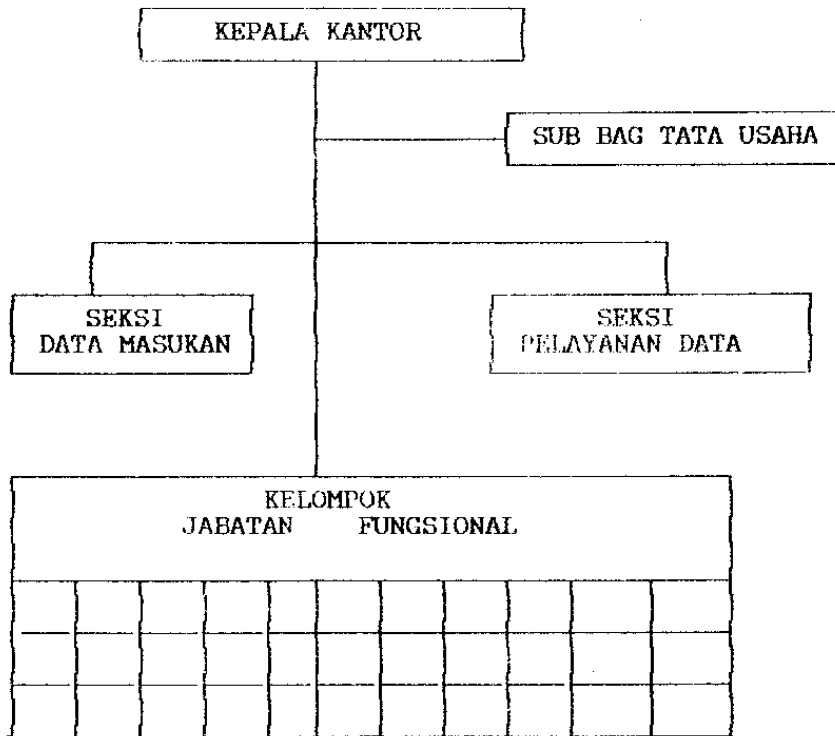 KEPALA KANTOR
SUB BAG TATA USAHA
SEKSI
DATA MASUKAN
SEKSI
PELAYANAN DATA
KELOMPOK
JABATAN FUNGSIONAL